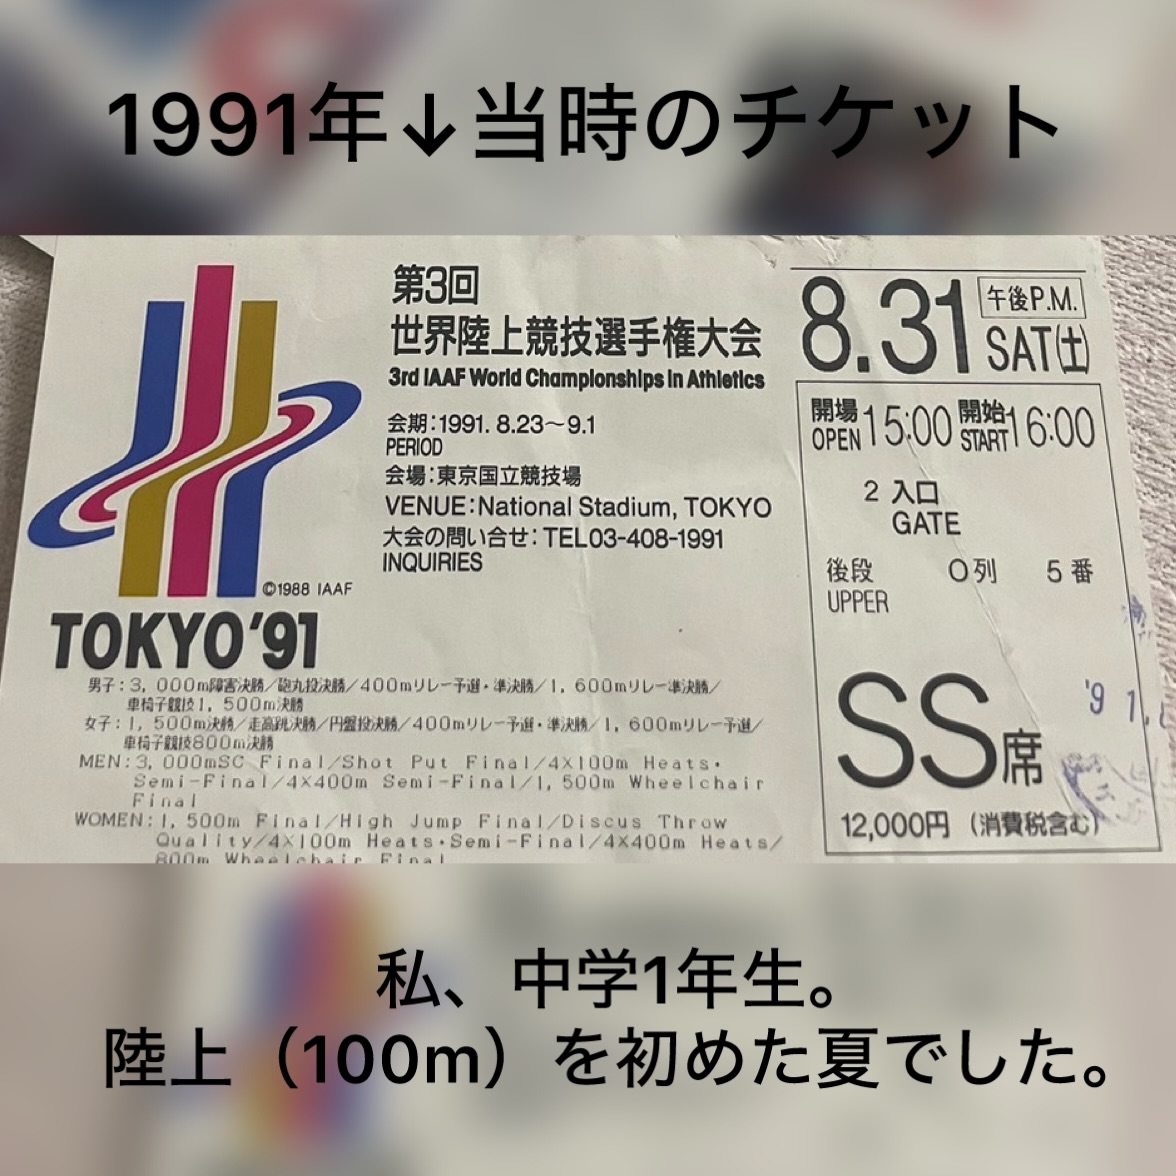 1991年↓当時のチケット
第3回
世界陸上競技選手権大会
3rd IAAF World Championships in Athletics
会期:1991. 8.23〜9.1
PERIOD
会場:東京国立競技場
VENUE:National Stadium, TOKYO
大会の問い合せ:TEL03-408-1991
INQUIRIES
©1988 IAAF
TOKYO'91
男子:3,000m障害決勝/砲丸投決勝/400mリレー予選・準決勝/1,600mリレー準決勝/
車椅子競技1,500m決勝
女子:1,500m決勝/走高跳決勝/円盤投決勝/400mリレー予選・準決勝/1,600mリレー予選/
車椅子競技800m決勝
MEN:3,000mSC Final/Shot Put Final/4×100m Heats・
Semi-Final/4×400m Semi-Final/1,500m Wheelchair
Final
WOMEN:1,500m Final/High Jump Final/Discus Throw
Quality/4×100m Heats・Semi-Final/4×400m Heats/
800m Wheelchair Final
8.31 午後P.M.
SAT(土)
開場 15:00 開始 16:00
OPEN START
2 入口
GATE
後段 O列 5番
UPPER
SS席
12,000円 (消費税含む)
'91.
私、中学1年生。
陸上（100m）を初めた夏でした。